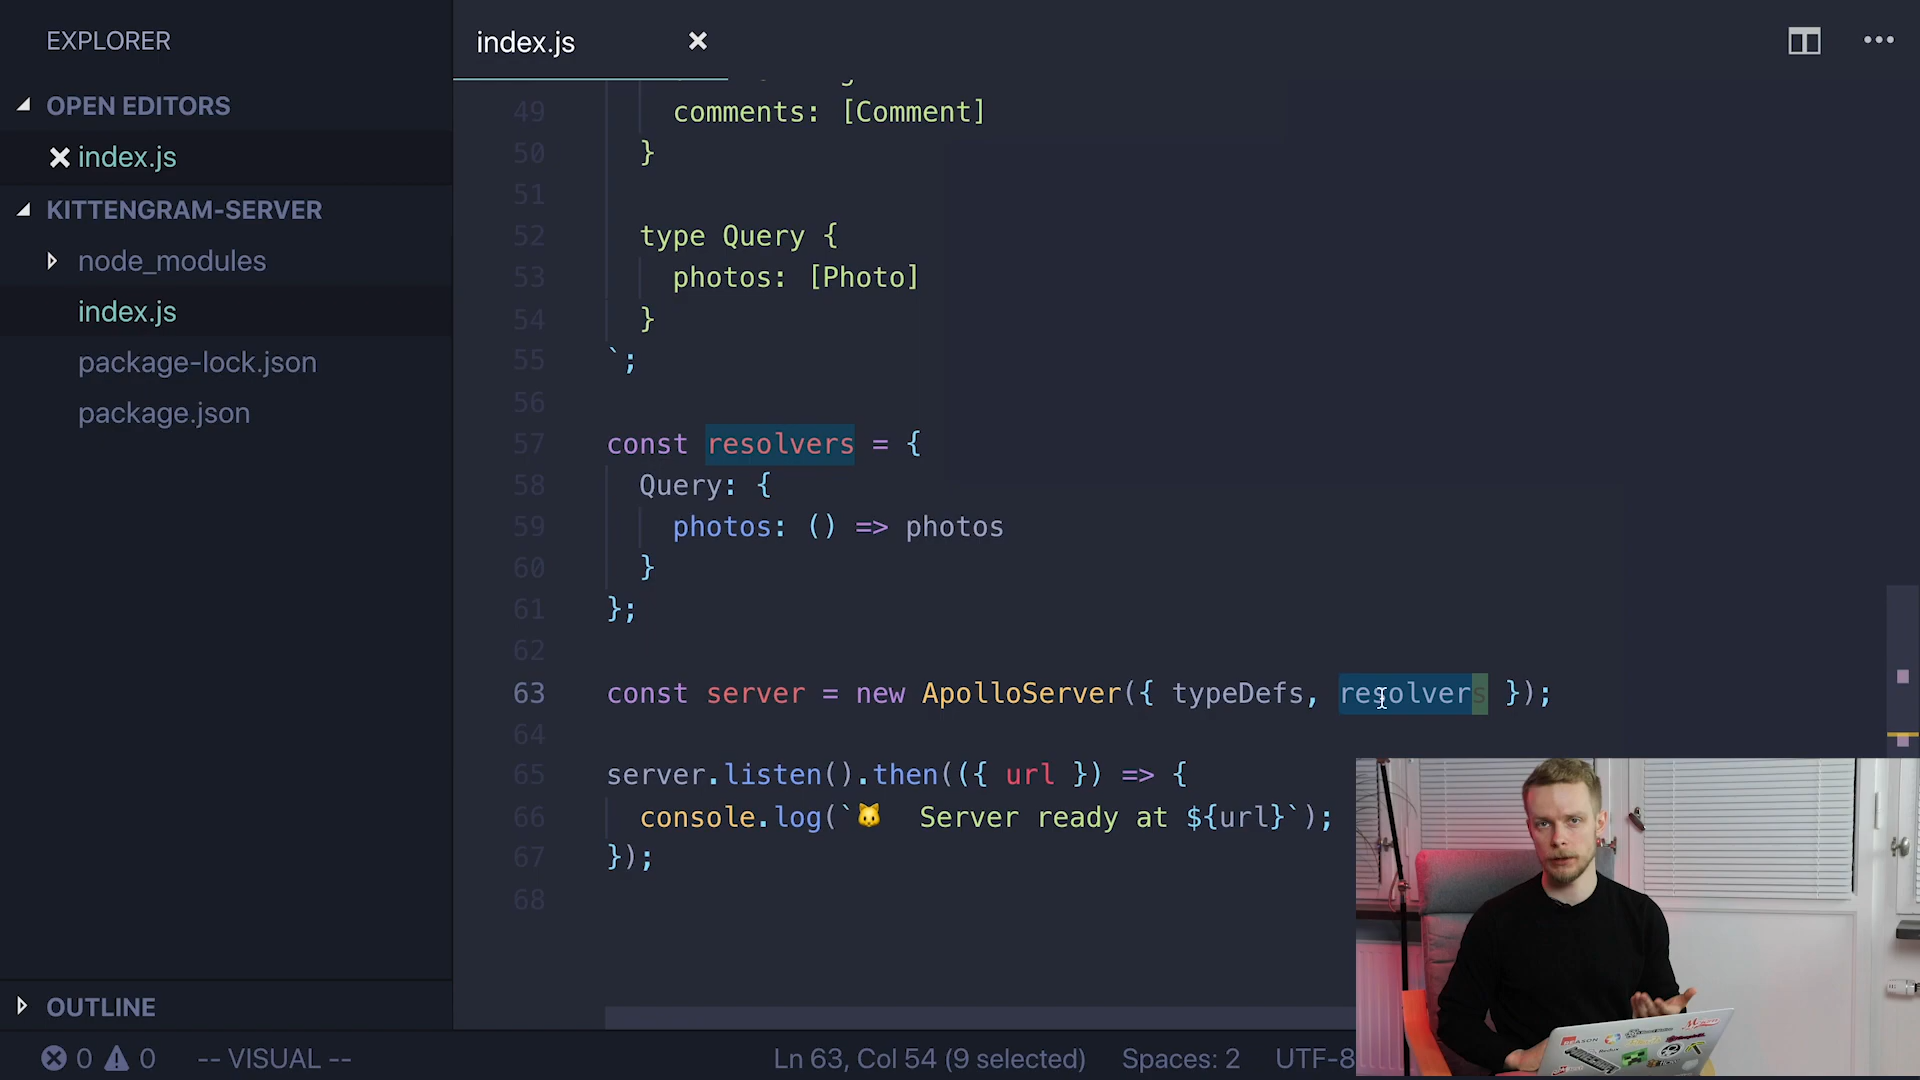 EXPLORER
OPEN EDITORS
index.js
KITTENGRAM-SERVER
node_modules
index.js
package-lock.json
package.json
OUTLINE
index.js
49 comments: [Comment]
50 }
51
52 type Query {
53 photos: [Photo]
54 }
55 `;
56
57 const resolvers = {
58 Query: {
59 photos: () => photos
60 }
61 };
62
63 const server = new ApolloServer({ typeDefs, resolvers });
64
65 server.listen().then(({ url }) => {
66 console.log(`🐱 Server ready at ${url}`);
67 });
68
0 0 -- VISUAL -- Ln 63, Col 54 (9 selected) Spaces: 2 UTF-8